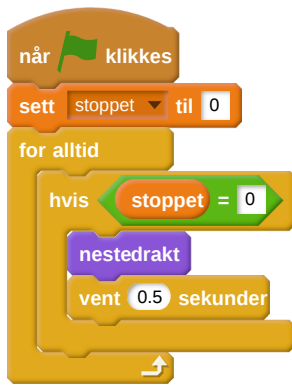 når klikkes
sett stoppet til 0
for alltid
hvis stoppet = 0
nestedrakt
vent 0.5 sekunder